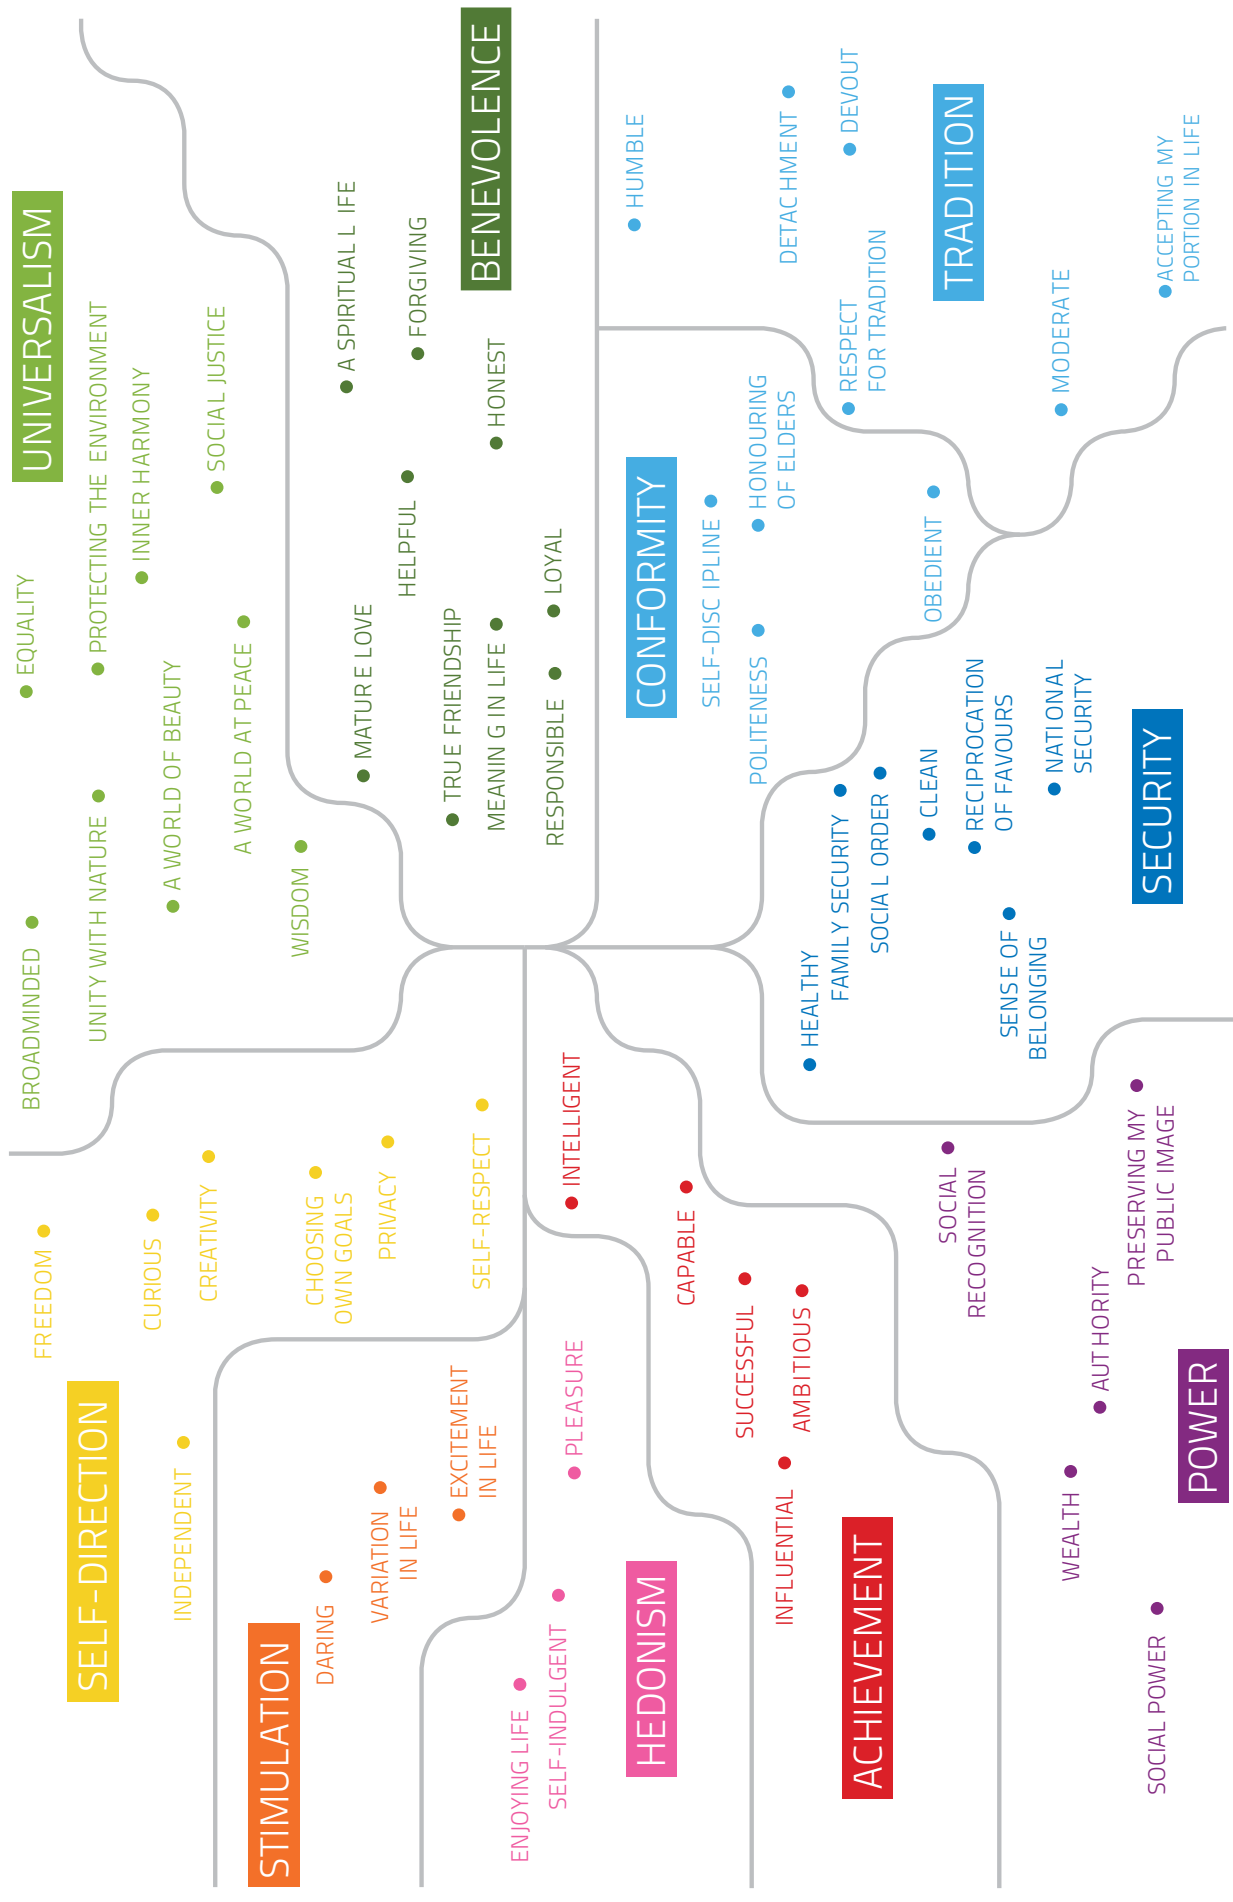 UNIVERSALISM
EQUALITY
BROADMINDED
PROTECTING THE ENVIRONMENT
UNITY WITH NATURE
INNER HARMONY
A WORLD OF BEAUTY
SOCIAL JUSTICE
A WORLD AT PEACE
WISDOM
BENEVOLENCE
A SPIRITUAL L IFE
MATURE LOVE
FORGIVING
HELPFUL
TRUE FRIENDSHIP
HONEST
MEANIN G IN LIFE
LOYAL
RESPONSIBLE
SELF-DIRECTION
FREEDOM
CURIOUS
CREATIVITY
INDEPENDENT
CHOOSING
OWN GOALS
PRIVACY
SELF-RESPECT
STIMULATION
DARING
VARIATION
IN LIFE
EXCITEMENT
IN LIFE
HEDONISM
PLEASURE
ENJOYING LIFE
SELF-INDULGENT
ACHIEVEMENT
INTELLIGENT
CAPABLE
SUCCESSFUL
AMBITIOUS
INFLUENTIAL
POWER
SOCIAL
RECOGNITION
PRESERVING MY
PUBLIC IMAGE
AUT HORITY
WEALTH
SOCIAL POWER
SECURITY
HEALTHY
FAMILY SECURITY
SOCIA L ORDER
CLEAN
RECIPROCATION
OF FAVOURS
SENSE OF
BELONGING
NATIONAL
SECURITY
CONFORMITY
SELF-DISC IPLINE
HONOURING
OF ELDERS
POLITENESS
OBEDIENT
TRADITION
HUMBLE
DETAC HMENT
DEVOUT
RESPECT
FOR TRADITION
MODERATE
ACCEPTING MY
PORTION IN LIFE